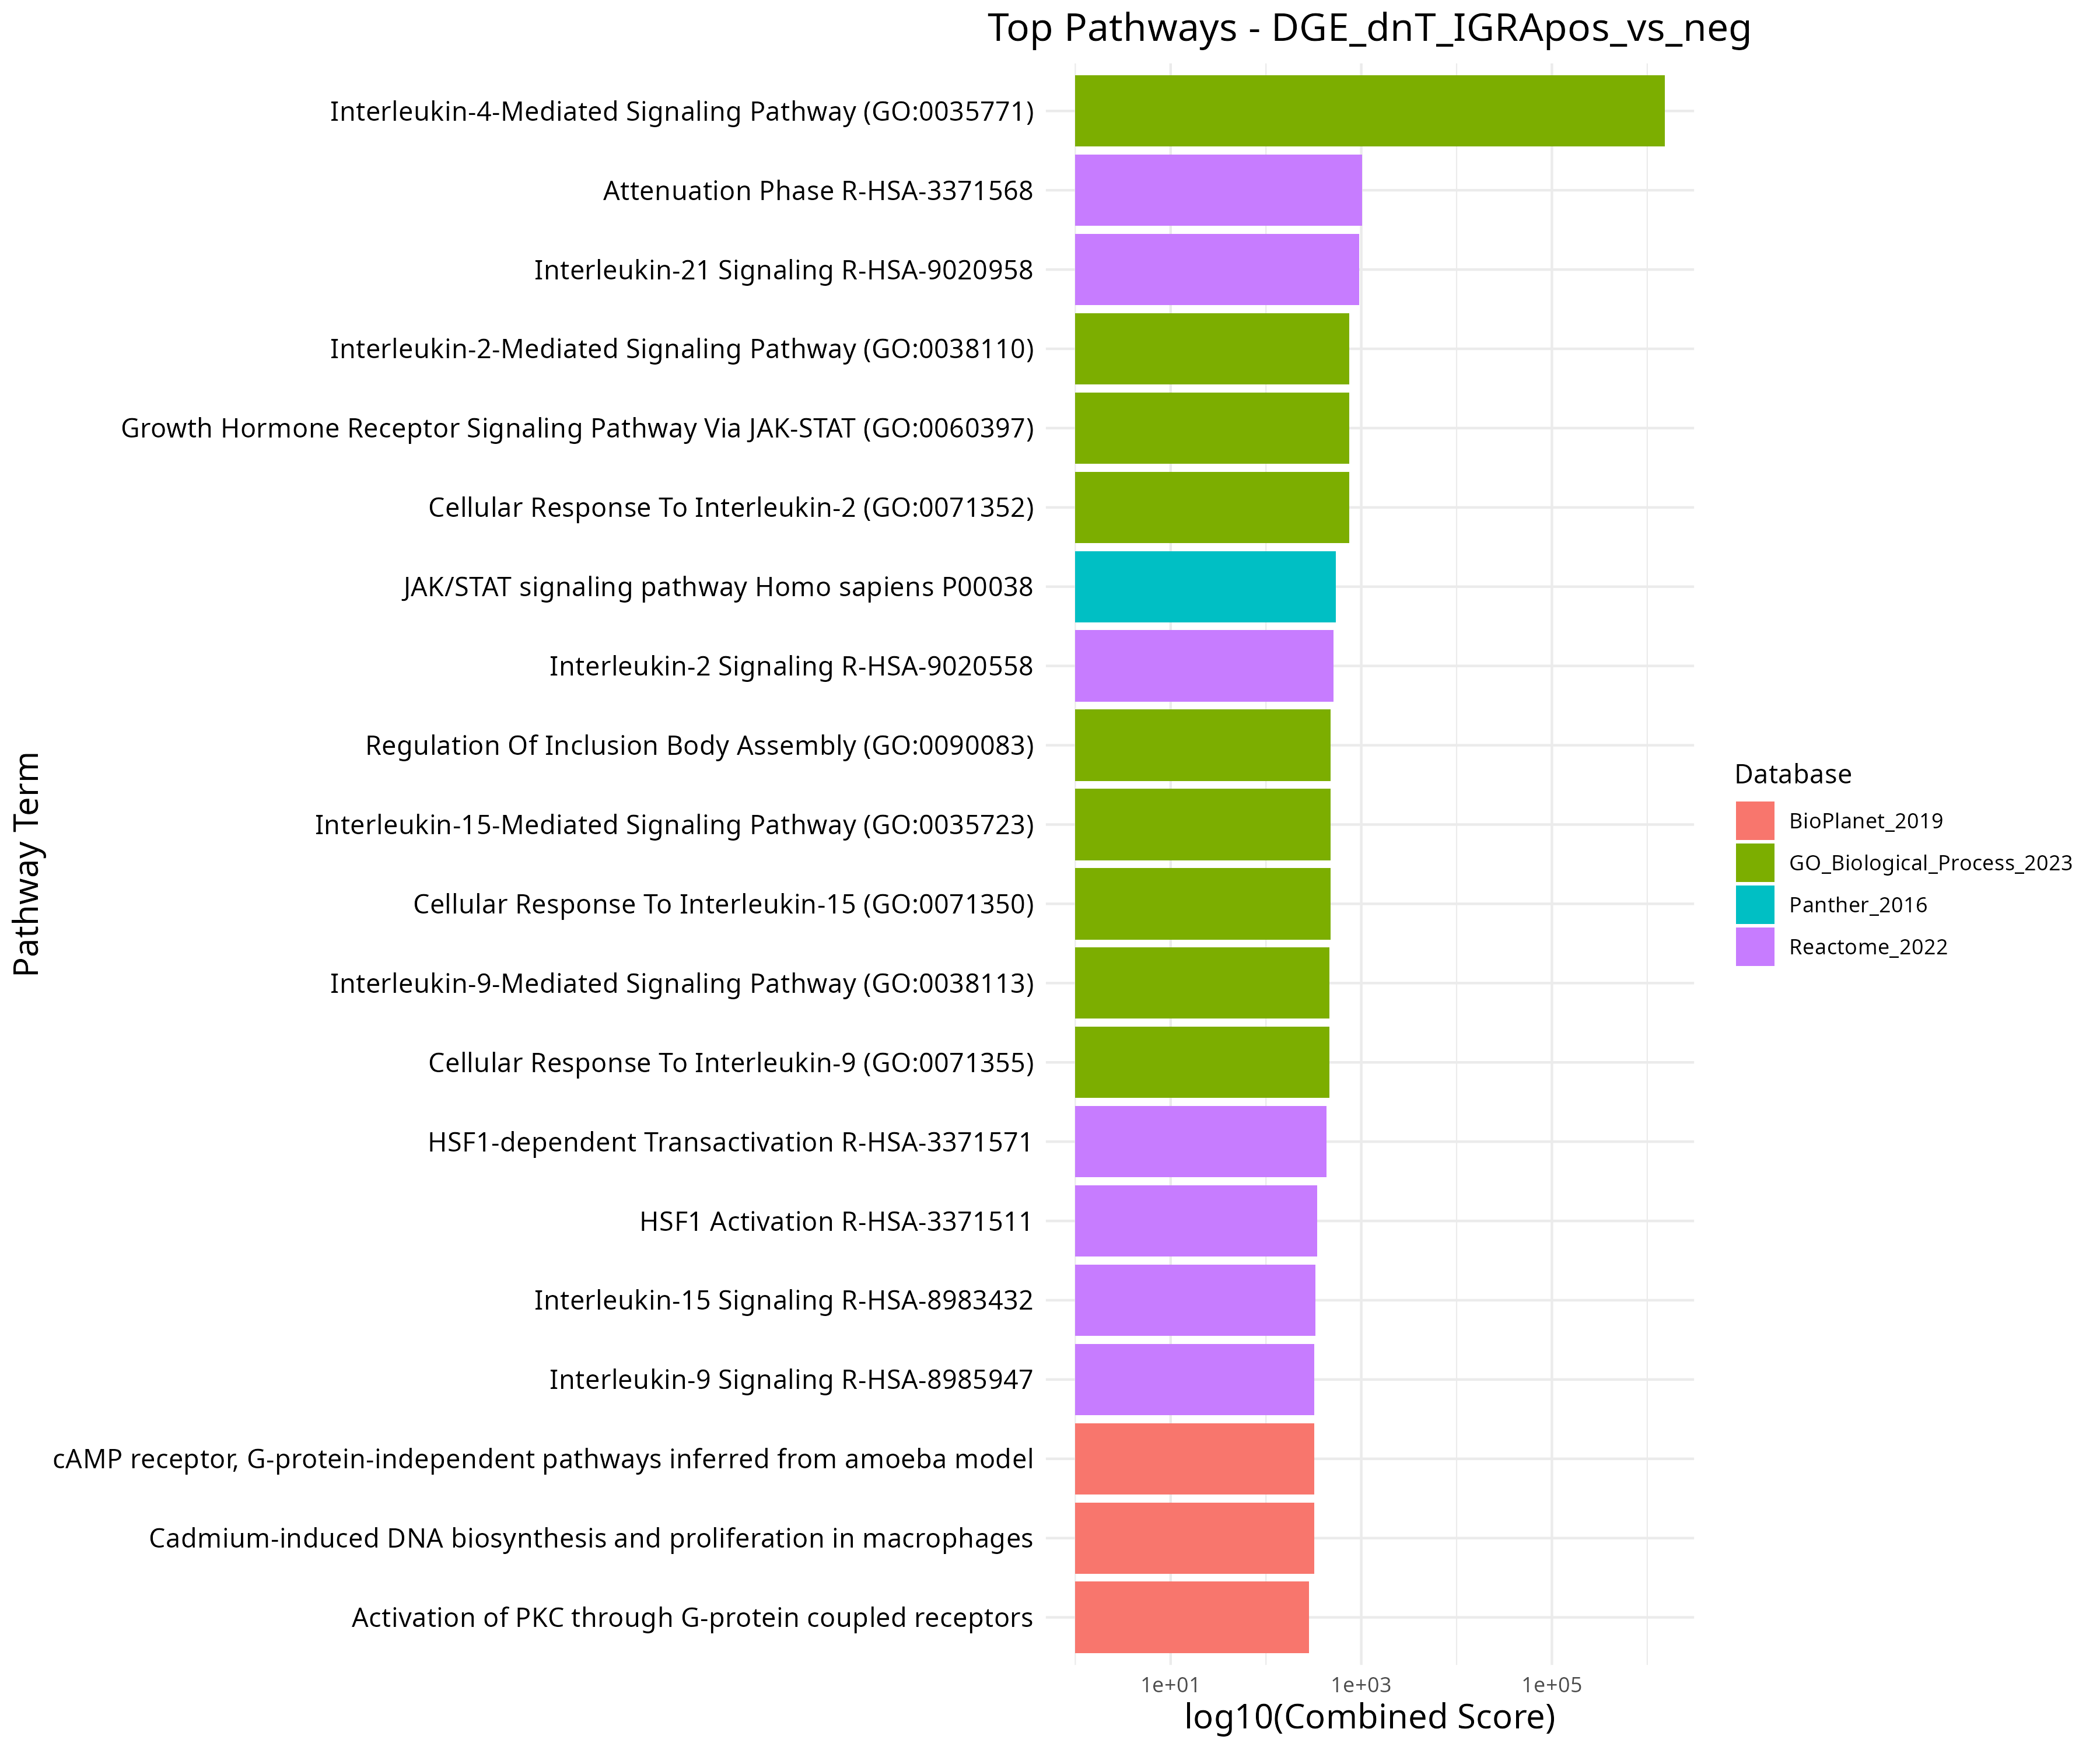 Top Pathways - DGE_dnT_IGRApos_vs_neg
Pathway Term
Interleukin-4-Mediated Signaling Pathway (GO:0035771)
Attenuation Phase R-HSA-3371568
Interleukin-21 Signaling R-HSA-9020958
Interleukin-2-Mediated Signaling Pathway (GO:0038110)
Growth Hormone Receptor Signaling Pathway Via JAK-STAT (GO:0060397)
Cellular Response To Interleukin-2 (GO:0071352)
JAK/STAT signaling pathway Homo sapiens P00038
Interleukin-2 Signaling R-HSA-9020558
Regulation Of Inclusion Body Assembly (GO:0090083)
Interleukin-15-Mediated Signaling Pathway (GO:0035723)
Cellular Response To Interleukin-15 (GO:0071350)
Interleukin-9-Mediated Signaling Pathway (GO:0038113)
Cellular Response To Interleukin-9 (GO:0071355)
HSF1-dependent Transactivation R-HSA-3371571
HSF1 Activation R-HSA-3371511
Interleukin-15 Signaling R-HSA-8983432
Interleukin-9 Signaling R-HSA-8985947
cAMP receptor, G-protein-independent pathways inferred from amoeba model
Cadmium-induced DNA biosynthesis and proliferation in macrophages
Activation of PKC through G-protein coupled receptors
1e+01 1e+03 1e+05
log10(Combined Score)
Database
BioPlanet_2019
GO_Biological_Process_2023
Panther_2016
Reactome_2022